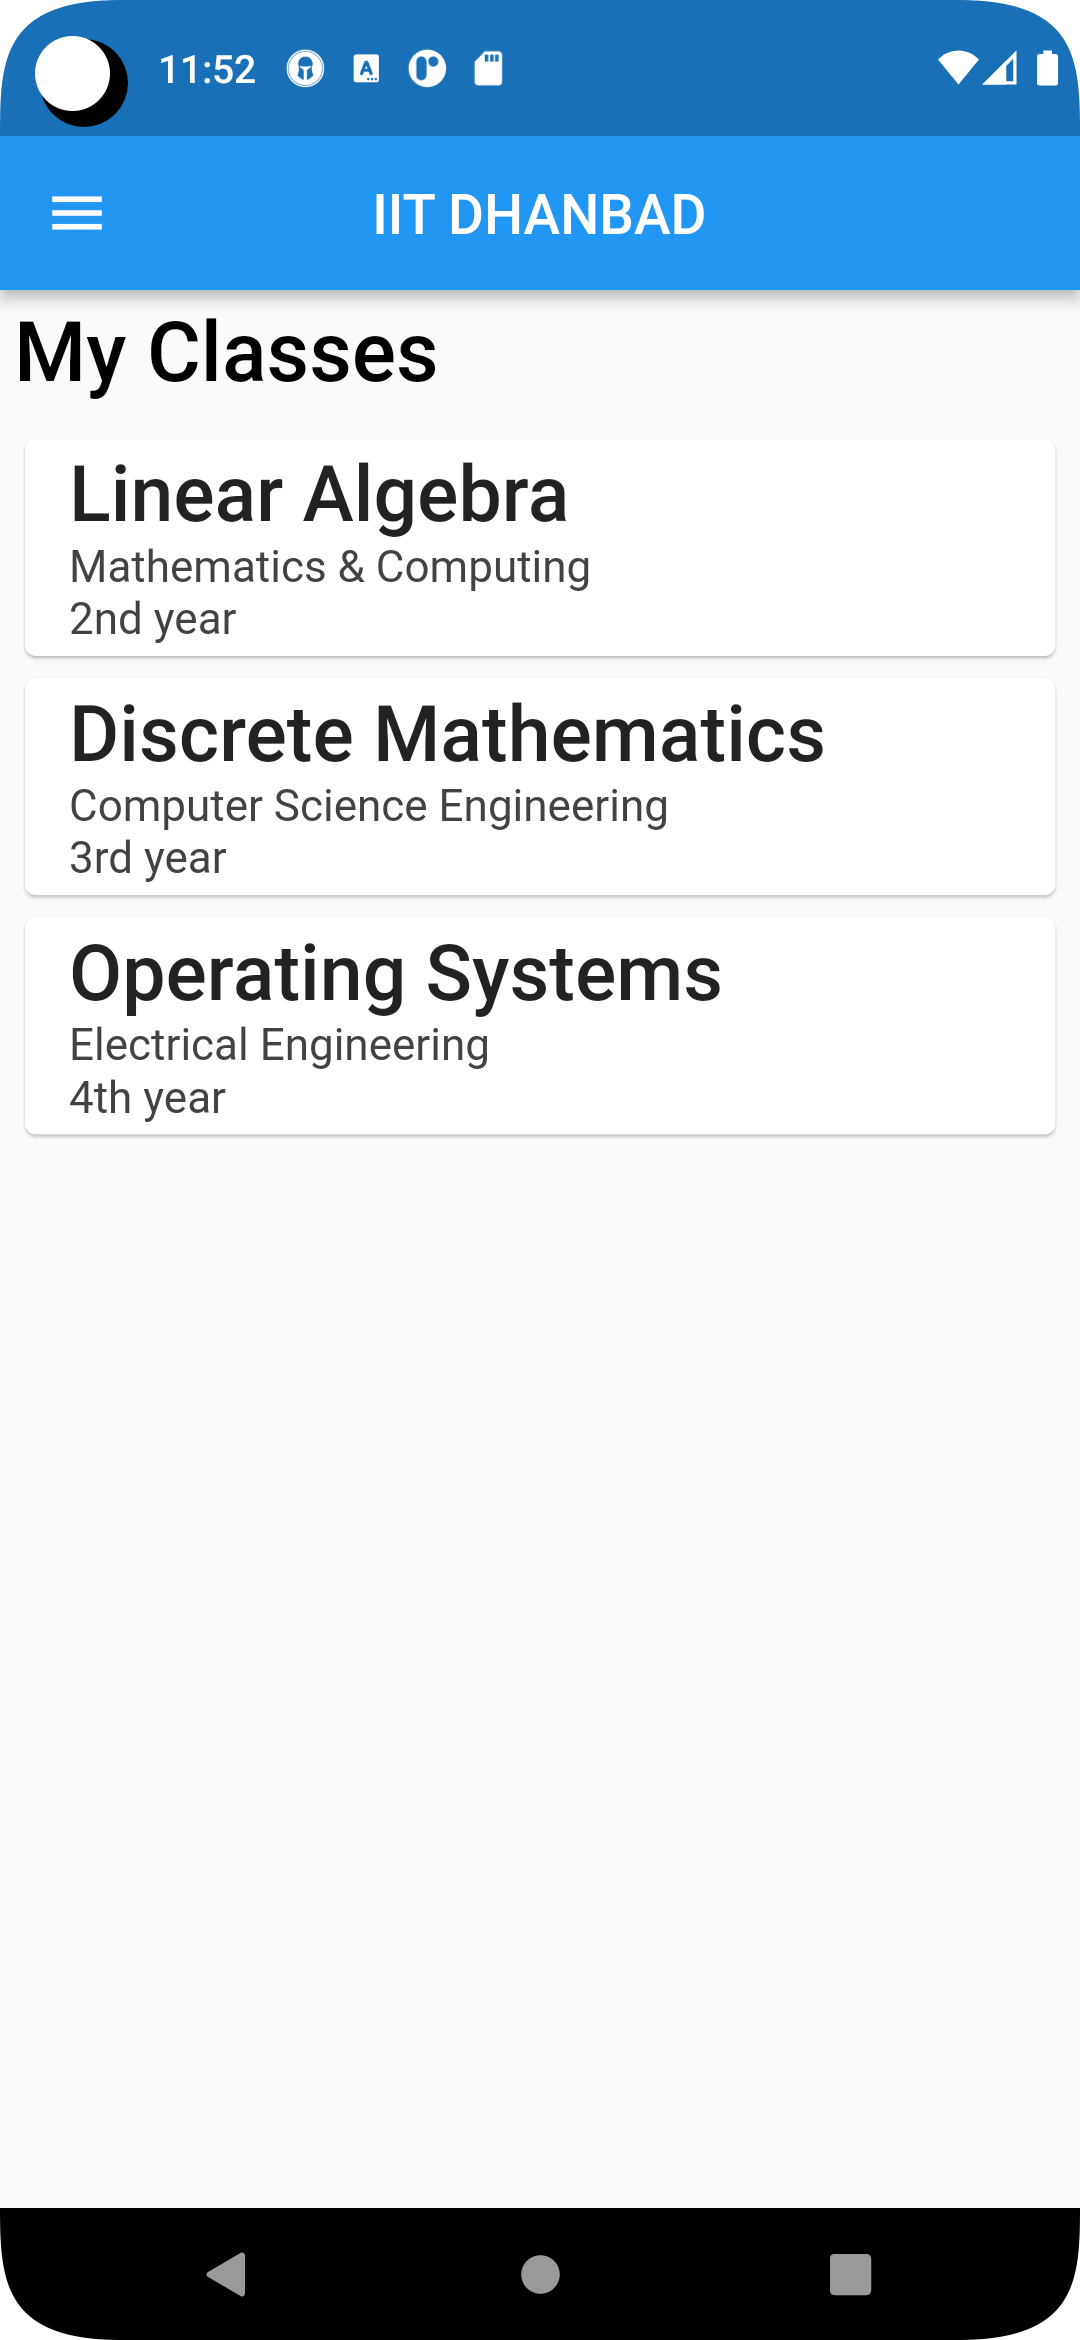 11:52
IIT DHANBAD
My Classes
Linear Algebra
Mathematics & Computing
2nd year
Discrete Mathematics
Computer Science Engineering
3rd year
Operating Systems
Electrical Engineering
4th year